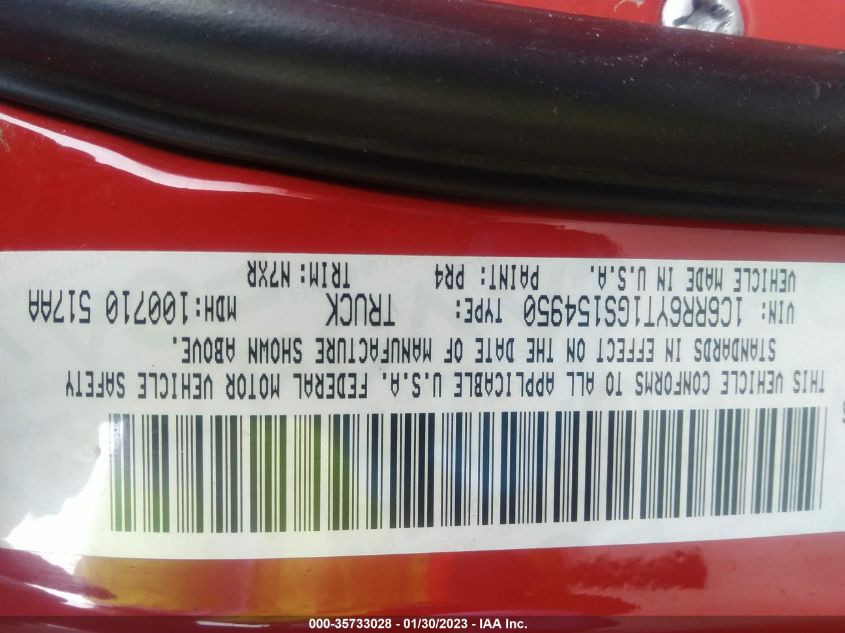 THIS VEHICLE CONFORMS TO ALL APPLICABLE U.S.A. FEDERAL MOTOR VEHICLE SAFETY
STANDARDS IN EFFECT ON THE DATE OF MANUFACTURE SHOWN ABOVE.
VIN: 1C6RR6YT1GS154950 TYPE: TRUCK MDH:100710 517AA
VEHICLE MADE IN U.S.A. PAINT: PR4 TRIM: N7XR
000-35733028 - 01/30/2023 - IAA Inc.